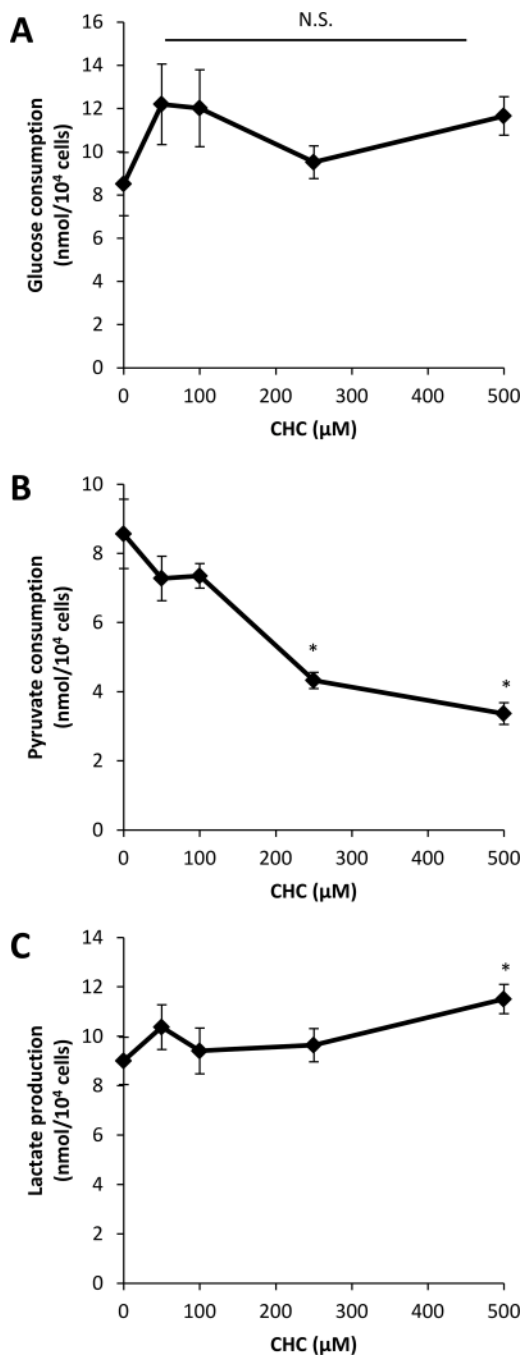 A
N.S.
Glucose consumption
(nmol/10⁴ cells)
16
14
12
10
8
6
4
2
0
0 100 200 300 400 500
CHC (µM)
B
Pyruvate consumption
(nmol/10⁴ cells)
10
8
6
4
2
0
*
*
0 100 200 300 400 500
CHC (µM)
C
Lactate production
(nmol/10⁴ cells)
14
12
10
8
6
4
2
0
*
0 100 200 300 400 500
CHC (µM)